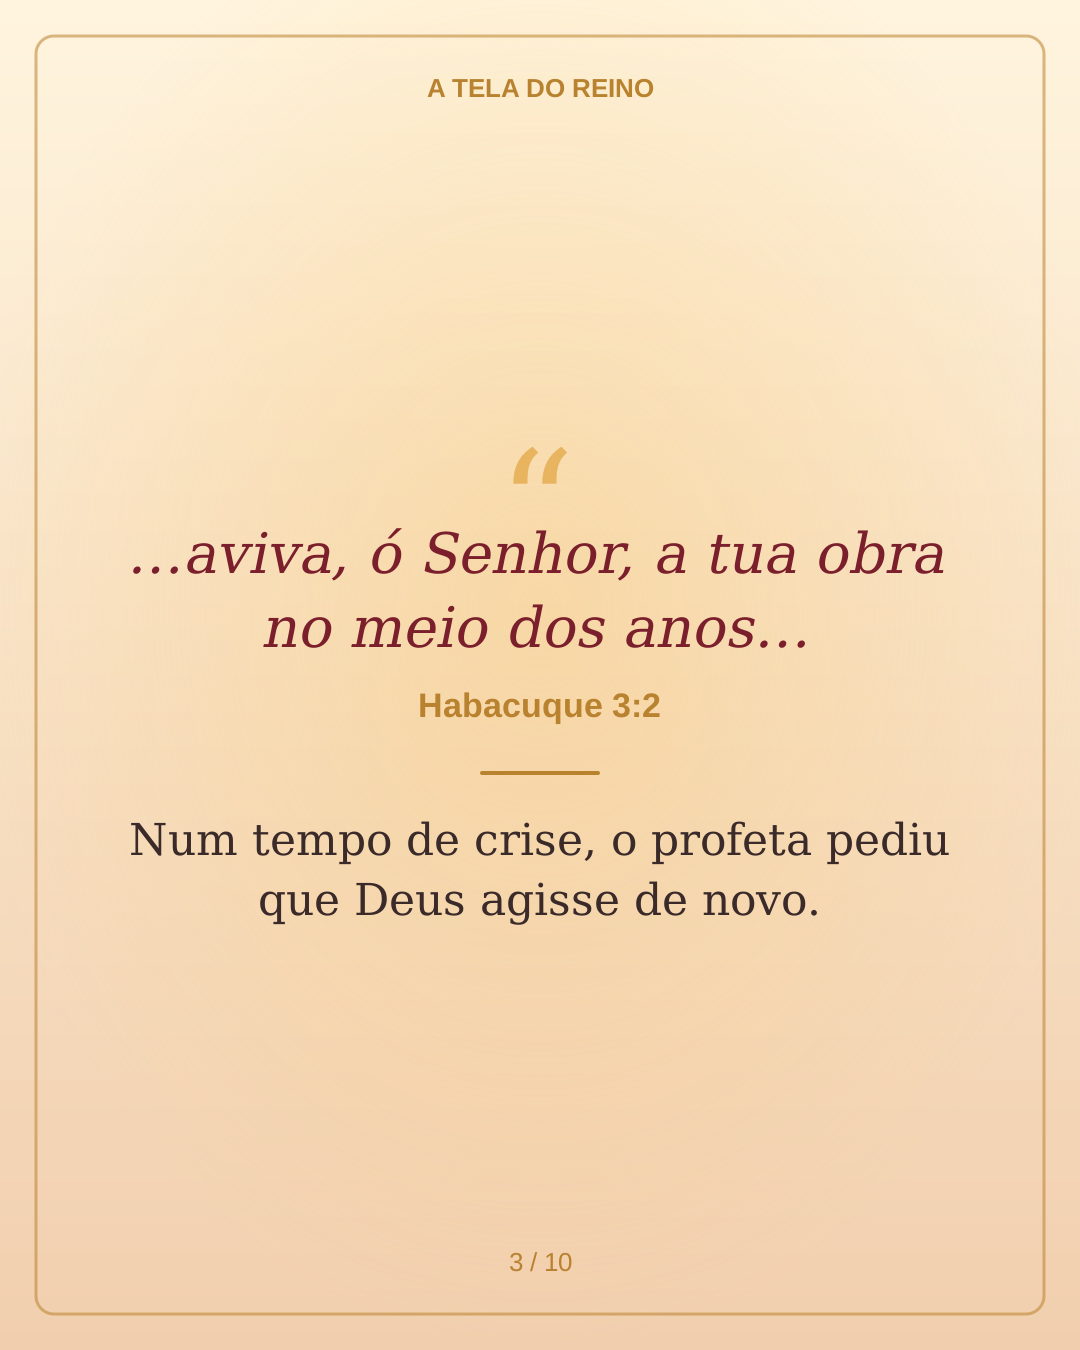 A TELA DO REINO
“
…aviva, ó Senhor, a tua obra
no meio dos anos…
Habacuque 3:2
Num tempo de crise, o profeta pediu
que Deus agisse de novo.
3 / 10